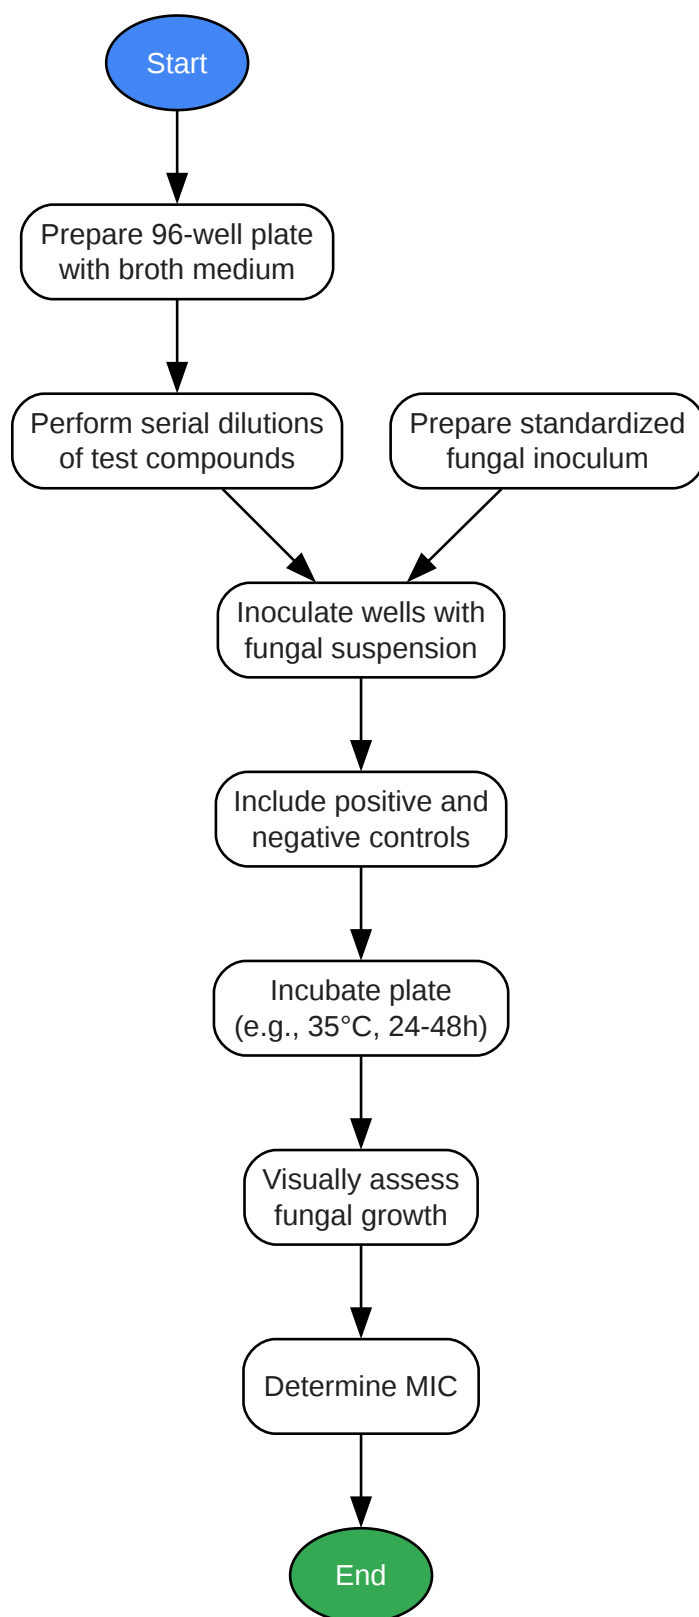 Start
Prepare 96-well plate
with broth medium
Perform serial dilutions
of test compounds
Prepare standardized
fungal inoculum
Inoculate wells with
fungal suspension
Include positive and
negative controls
Incubate plate
(e.g., 35°C, 24-48h)
Visually assess
fungal growth
Determine MIC
End